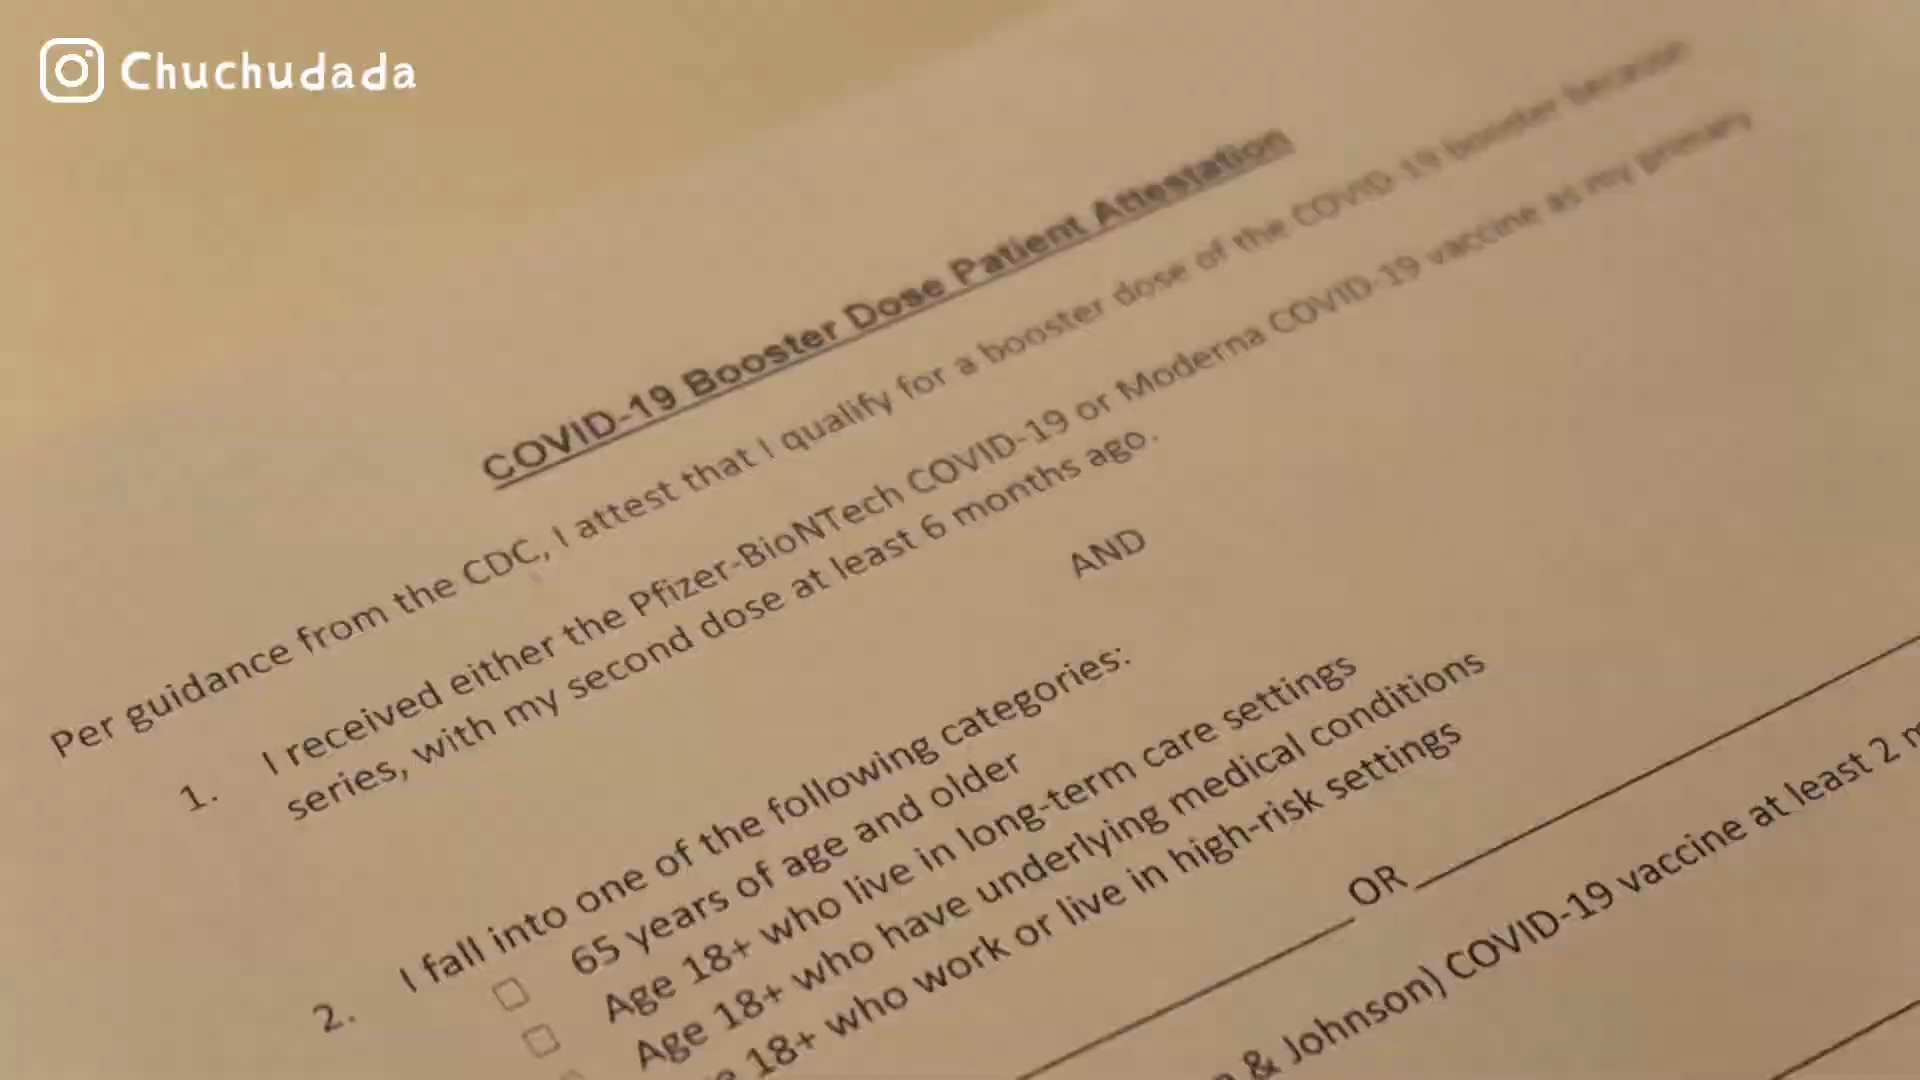 Chuchudada
COVID-19 Booster Dose Patient Attestation
Per guidance from the CDC, I attest that I qualify for a booster dose of the COVID-19 booster because
1. I received either the Pfizer-BioNTech COVID-19 or Moderna COVID-19 vaccine as my primary
series, with my second dose at least 6 months ago.
AND
2. I fall into one of the following categories:
65 years of age and older
Age 18+ who live in long-term care settings
Age 18+ who have underlying medical conditions
18+ who work or live in high-risk settings
OR
& Johnson) COVID-19 vaccine at least 2